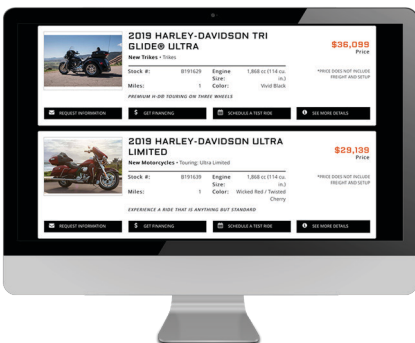 2019 HARLEY-DAVIDSON TRI
GLIDE® ULTRA
New Trikes • Trikes
$36,099
Price
Stock #: B191629 Engine Size: 1,868 cc (114 cu. in.)
Miles: 1 Color: Vivid Black
*PRICE DOES NOT INCLUDE
FREIGHT AND SETUP
PREMIUM H-D® TOURING ON THREE WHEELS
REQUEST INFORMATION $ GET FINANCING SCHEDULE A TEST RIDE SEE MORE DETAILS
2019 HARLEY-DAVIDSON ULTRA
LIMITED
New Motorcycles • Touring: Ultra Limited
$29,139
Price
Stock #: B191639 Engine Size: 1,868 cc (114 cu. in.)
Miles: 1 Color: Wicked Red / Twisted Cherry
*PRICE DOES NOT INCLUDE
FREIGHT AND SETUP
EXPERIENCE A RIDE THAT IS ANYTHING BUT STANDARD
REQUEST INFORMATION $ GET FINANCING SCHEDULE A TEST RIDE SEE MORE DETAILS